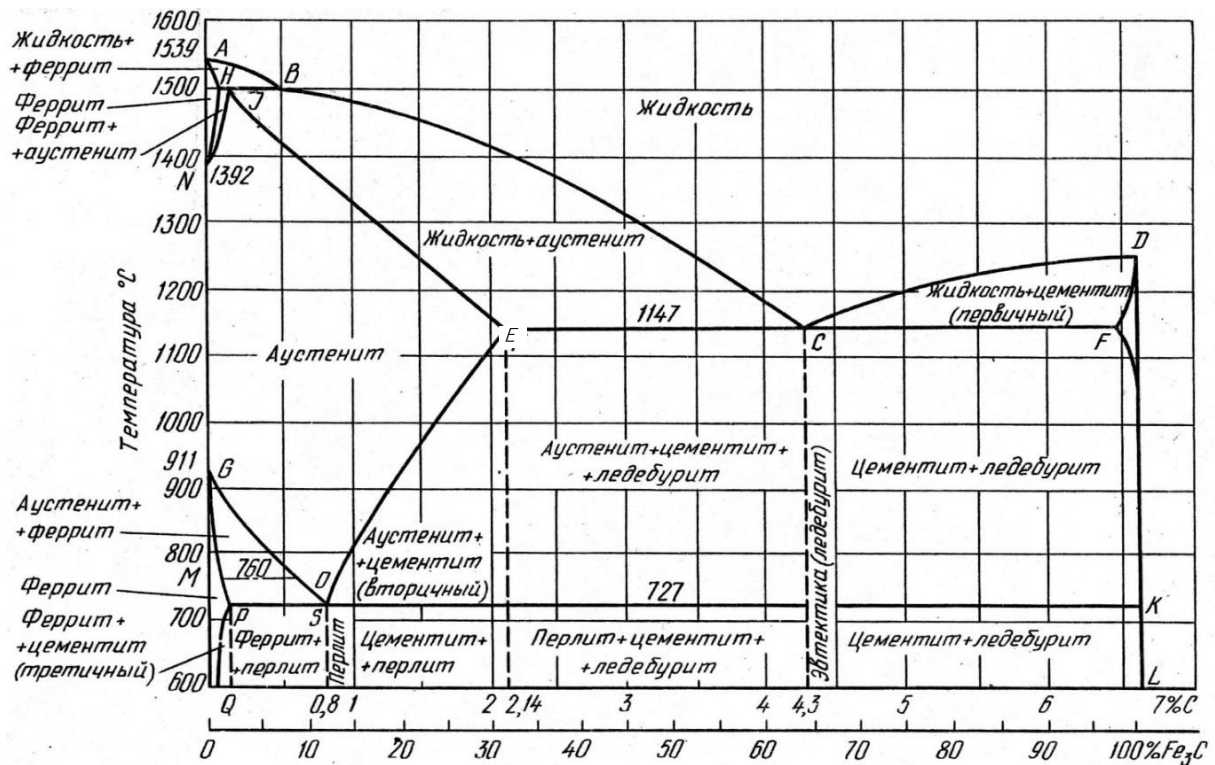 1600
Жидкость+
+феррит
1539
A
H
B
1500
J
Феррит
Феррит+
+аустенит
Жидкость
1400
N
1392
1300
Жидкость+аустенит
D
1200
Жидкость+цементит
(первичный)
1147
E
C
F
Аустенит
1100
Температура °C
1000
Аустенит+цементит+
+ледебурит
Эвтектика (ледебурит)
Цементит+ледебурит
911
G
900
Аустенит+
+феррит
800
Аустенит+
+цементит
(вторичный)
M
760
O
727
Феррит
K
700
P
S
Феррит+
+цементит
(третичный)
Феррит+
+перлит
Перлит
Цементит+
+перлит
Перлит+цементит+
+ледебурит
Цементит+ледебурит
600
L
Q
0,8
1
2
2,14
3
4
4,3
5
6
7%C
0
10
20
30
40
50
60
70
80
90
100%Fe₃C